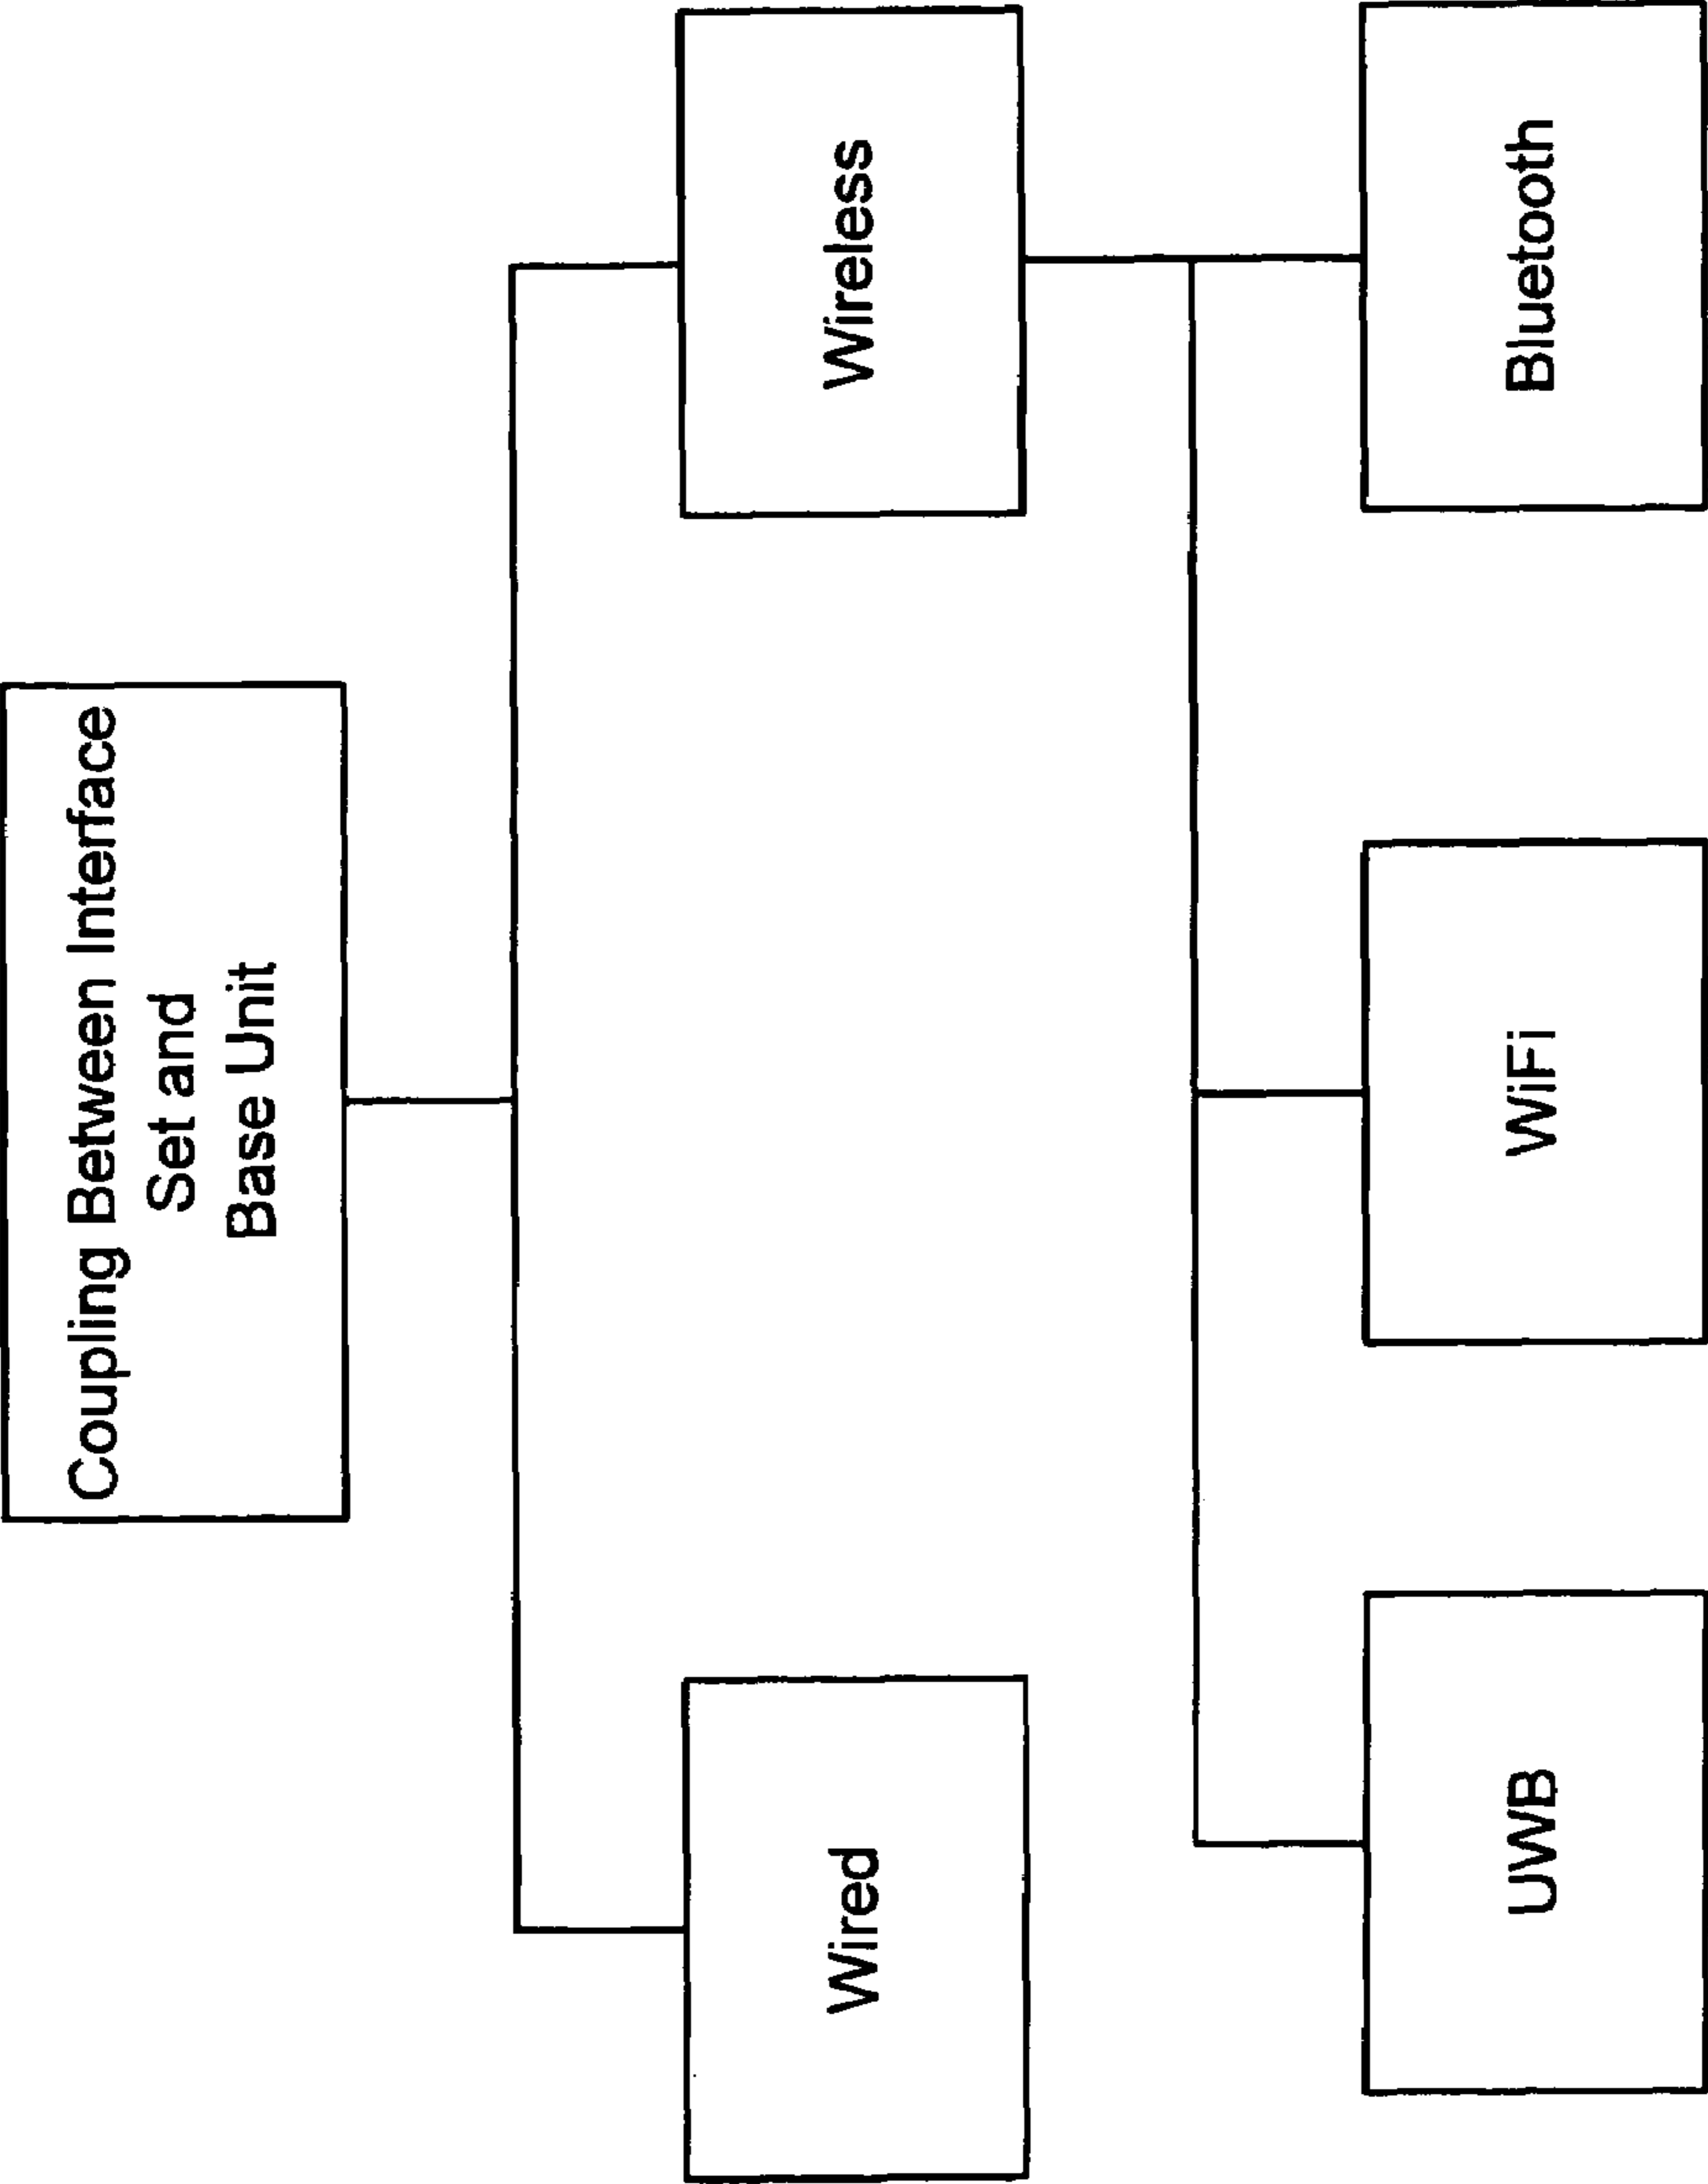 Coupling Between Interface
Set and
Base Unit
Wired
Wireless
UWB
WiFi
Bluetooth